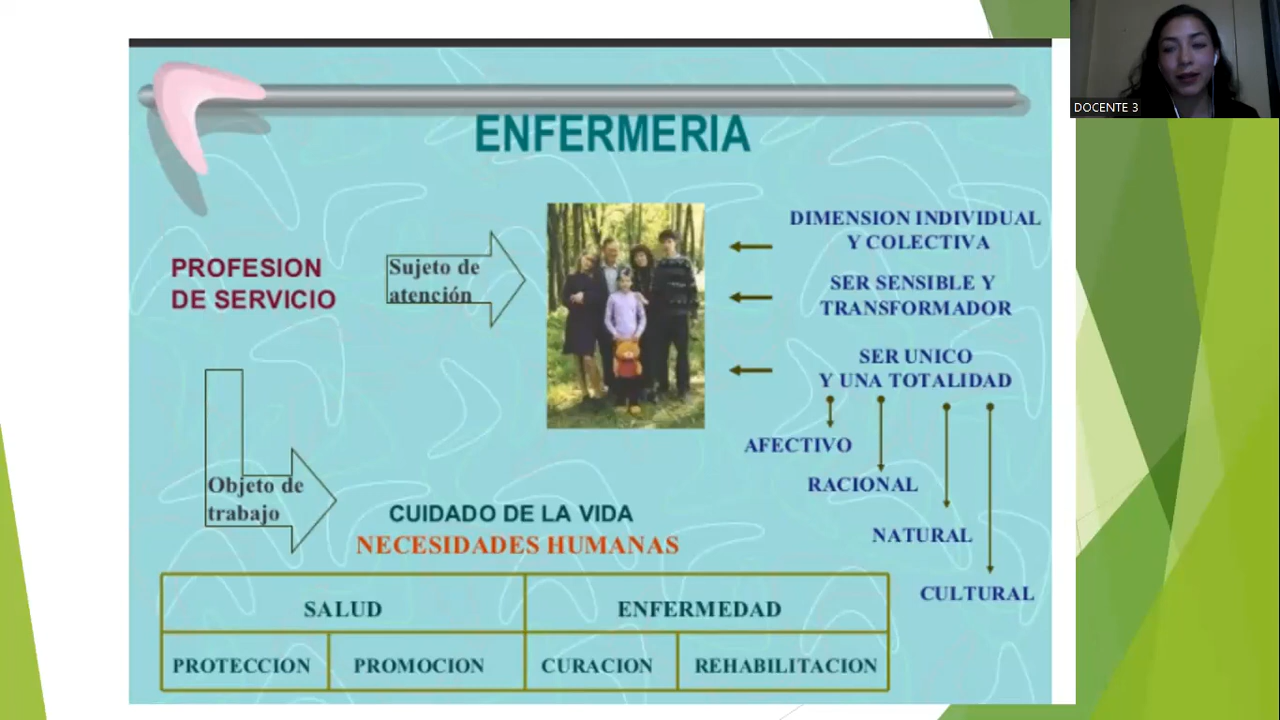 DOCENTE 3
ENFERMERIA
PROFESION
DE SERVICIO
Sujeto de
atención
DIMENSION INDIVIDUAL
Y COLECTIVA
SER SENSIBLE Y
TRANSFORMADOR
SER UNICO
Y UNA TOTALIDAD
AFECTIVO
RACIONAL
NATURAL
CULTURAL
Objeto de
trabajo
CUIDADO DE LA VIDA
NECESIDADES HUMANAS
SALUD
ENFERMEDAD
PROTECCION
PROMOCION
CURACION
REHABILITACION